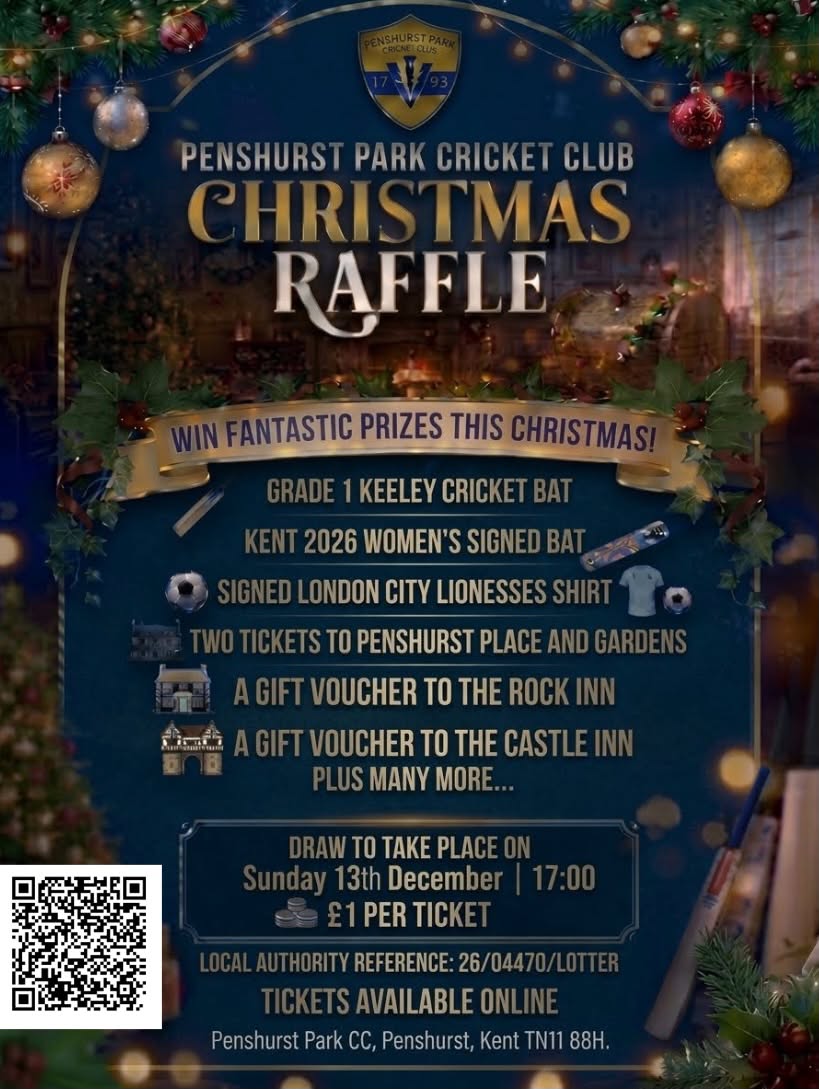 PENSHURST PARK
CRICKET CLUB
17 93
PENSHURST PARK CRICKET CLUB
CHRISTMAS
RAFFLE
WIN FANTASTIC PRIZES THIS CHRISTMAS!
GRADE 1 KEELEY CRICKET BAT
KENT 2026 WOMEN'S SIGNED BAT
SIGNED LONDON CITY LIONESSES SHIRT
TWO TICKETS TO PENSHURST PLACE AND GARDENS
A GIFT VOUCHER TO THE ROCK INN
A GIFT VOUCHER TO THE CASTLE INN
PLUS MANY MORE...
DRAW TO TAKE PLACE ON
Sunday 13th December | 17:00
£1 PER TICKET
LOCAL AUTHORITY REFERENCE: 26/04470/LOTTER
TICKETS AVAILABLE ONLINE
Penshurst Park CC, Penshurst, Kent TN11 88H.